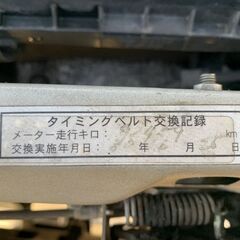 タイミングベルト交換記録
メーター走行キロ： km
交換実施年月日： 年 月 日